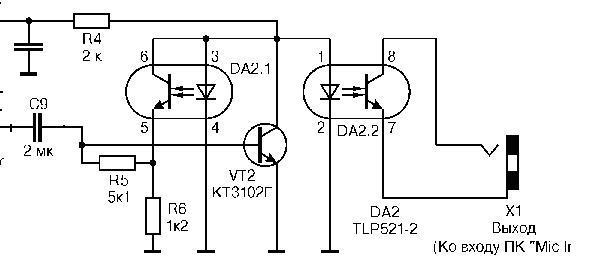 R4
2 к
6
3
DA2.1
1
8
C9
2 мк
5
4
2
DA2.2
7
R5
5к1
VT2
КТ3102Г
R6
1к2
DA2
TLP521-2
X1
Выход
(Ко входу ПК "Mic Ir